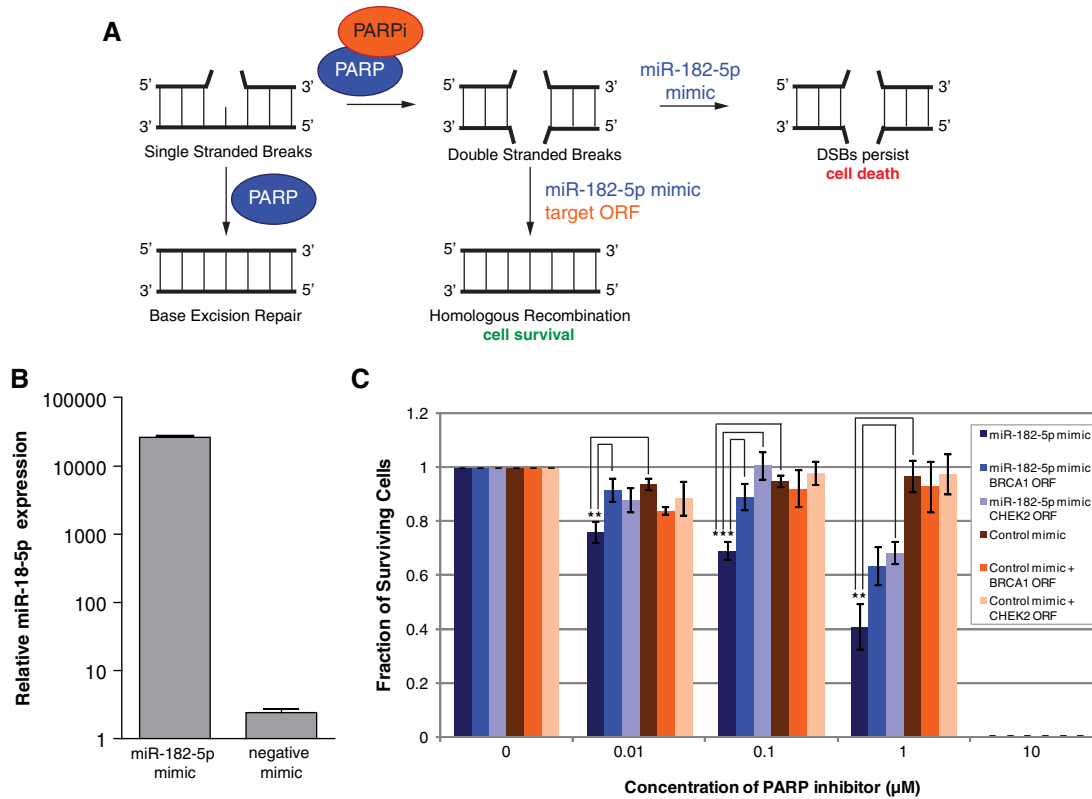 A
PARPi
PARP
5’ 3’
3’ 5’
Single Stranded Breaks
5’ 3’
3’ 5’
Double Stranded Breaks
miR-182-5p
mimic
5’ 3’
3’ 5’
DSBs persist
cell death
PARP
miR-182-5p mimic
target ORF
5’ 3’
3’ 5’
Base Excision Repair
5’ 3’
3’ 5’
Homologous Recombination
cell survival
B
Relative miR-18-5p expression
100000
10000
1000
100
10
1
miR-182-5p
mimic
negative
mimic
C
Fraction of Surviving Cells
1.2
1
0.8
0.6
0.4
0.2
0
**
***
**
0 0.01 0.1 1 10
Concentration of PARP inhibitor (μM)
miR-182-5p mimic
miR-182-5p mimic
BRCA1 ORF
miR-182-5p mimic
CHEK2 ORF
Control mimic
Control mimic +
BRCA1 ORF
Control mimic +
CHEK2 ORF